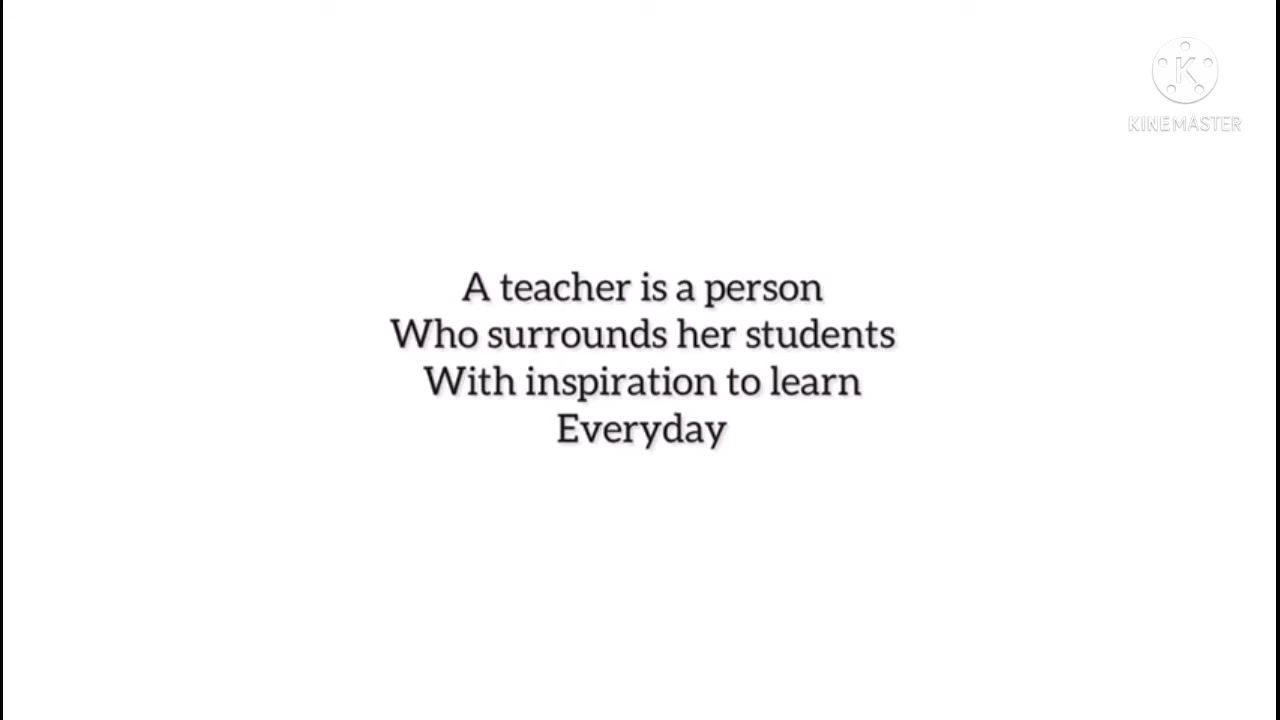 KINEMASTER
A teacher is a person
Who surrounds her students
With inspiration to learn
Everyday